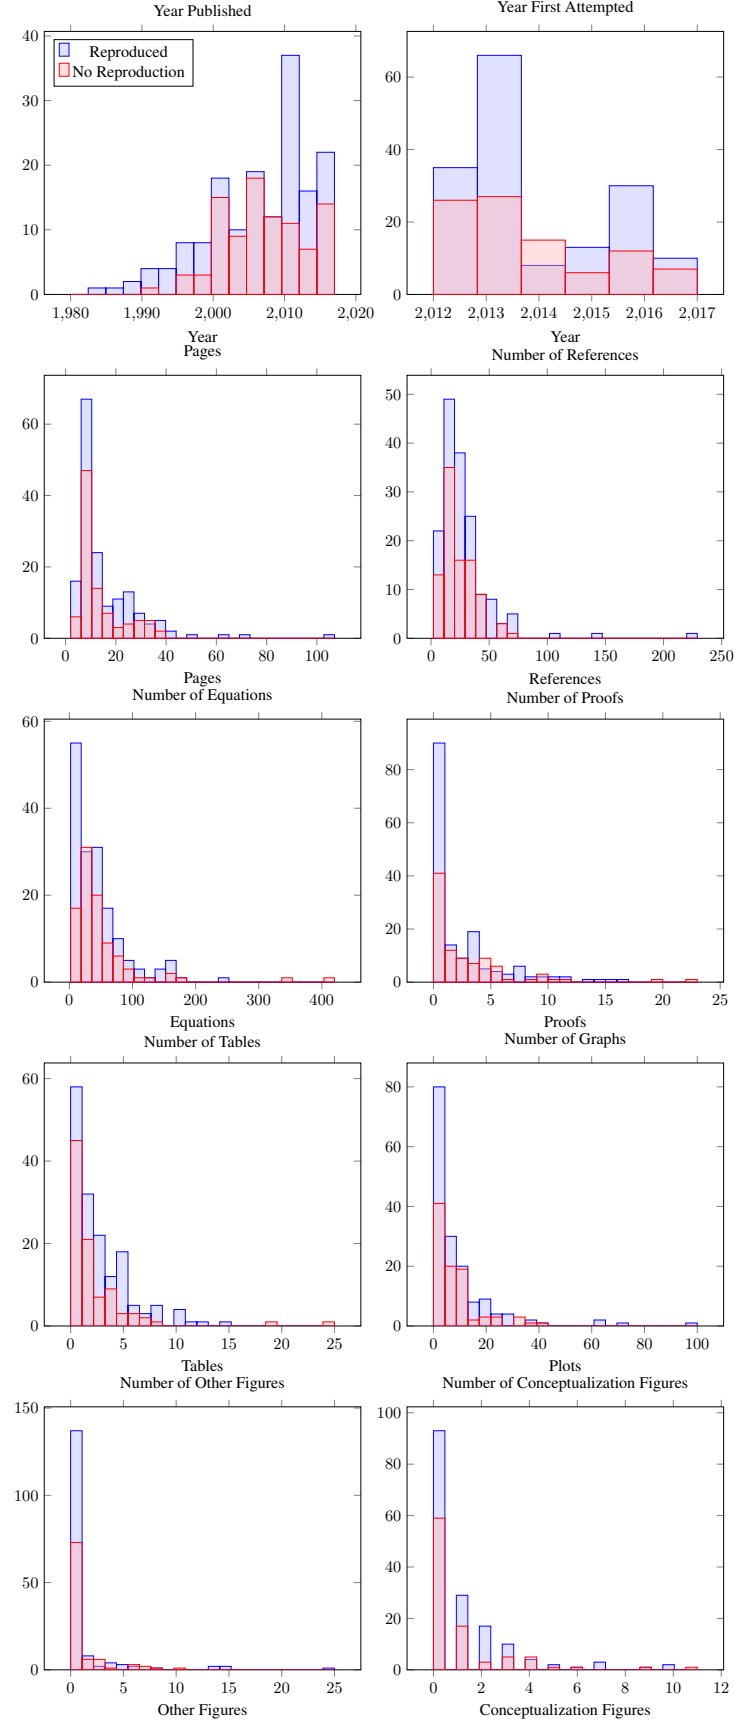 Year Published
40
30
20
10
0
Reproduced
No Reproduction
1,980 1,990 2,000 2,010 2,020
Year
Year First Attempted
60
40
20
0
2,012 2,013 2,014 2,015 2,016 2,017
Year
Pages
60
40
20
0
0 20 40 60 80 100
Pages
Number of References
50
40
30
20
10
0
0 50 100 150 200 250
References
Number of Equations
60
40
20
0
0 100 200 300 400
Equations
Number of Proofs
80
60
40
20
0
0 5 10 15 20 25
Proofs
Number of Tables
60
40
20
0
0 5 10 15 20 25
Tables
Number of Graphs
80
60
40
20
0
0 20 40 60 80 100
Plots
Number of Other Figures
150
100
50
0
0 5 10 15 20 25
Other Figures
Number of Conceptualization Figures
100
80
60
40
20
0
0 2 4 6 8 10 12
Conceptualization Figures